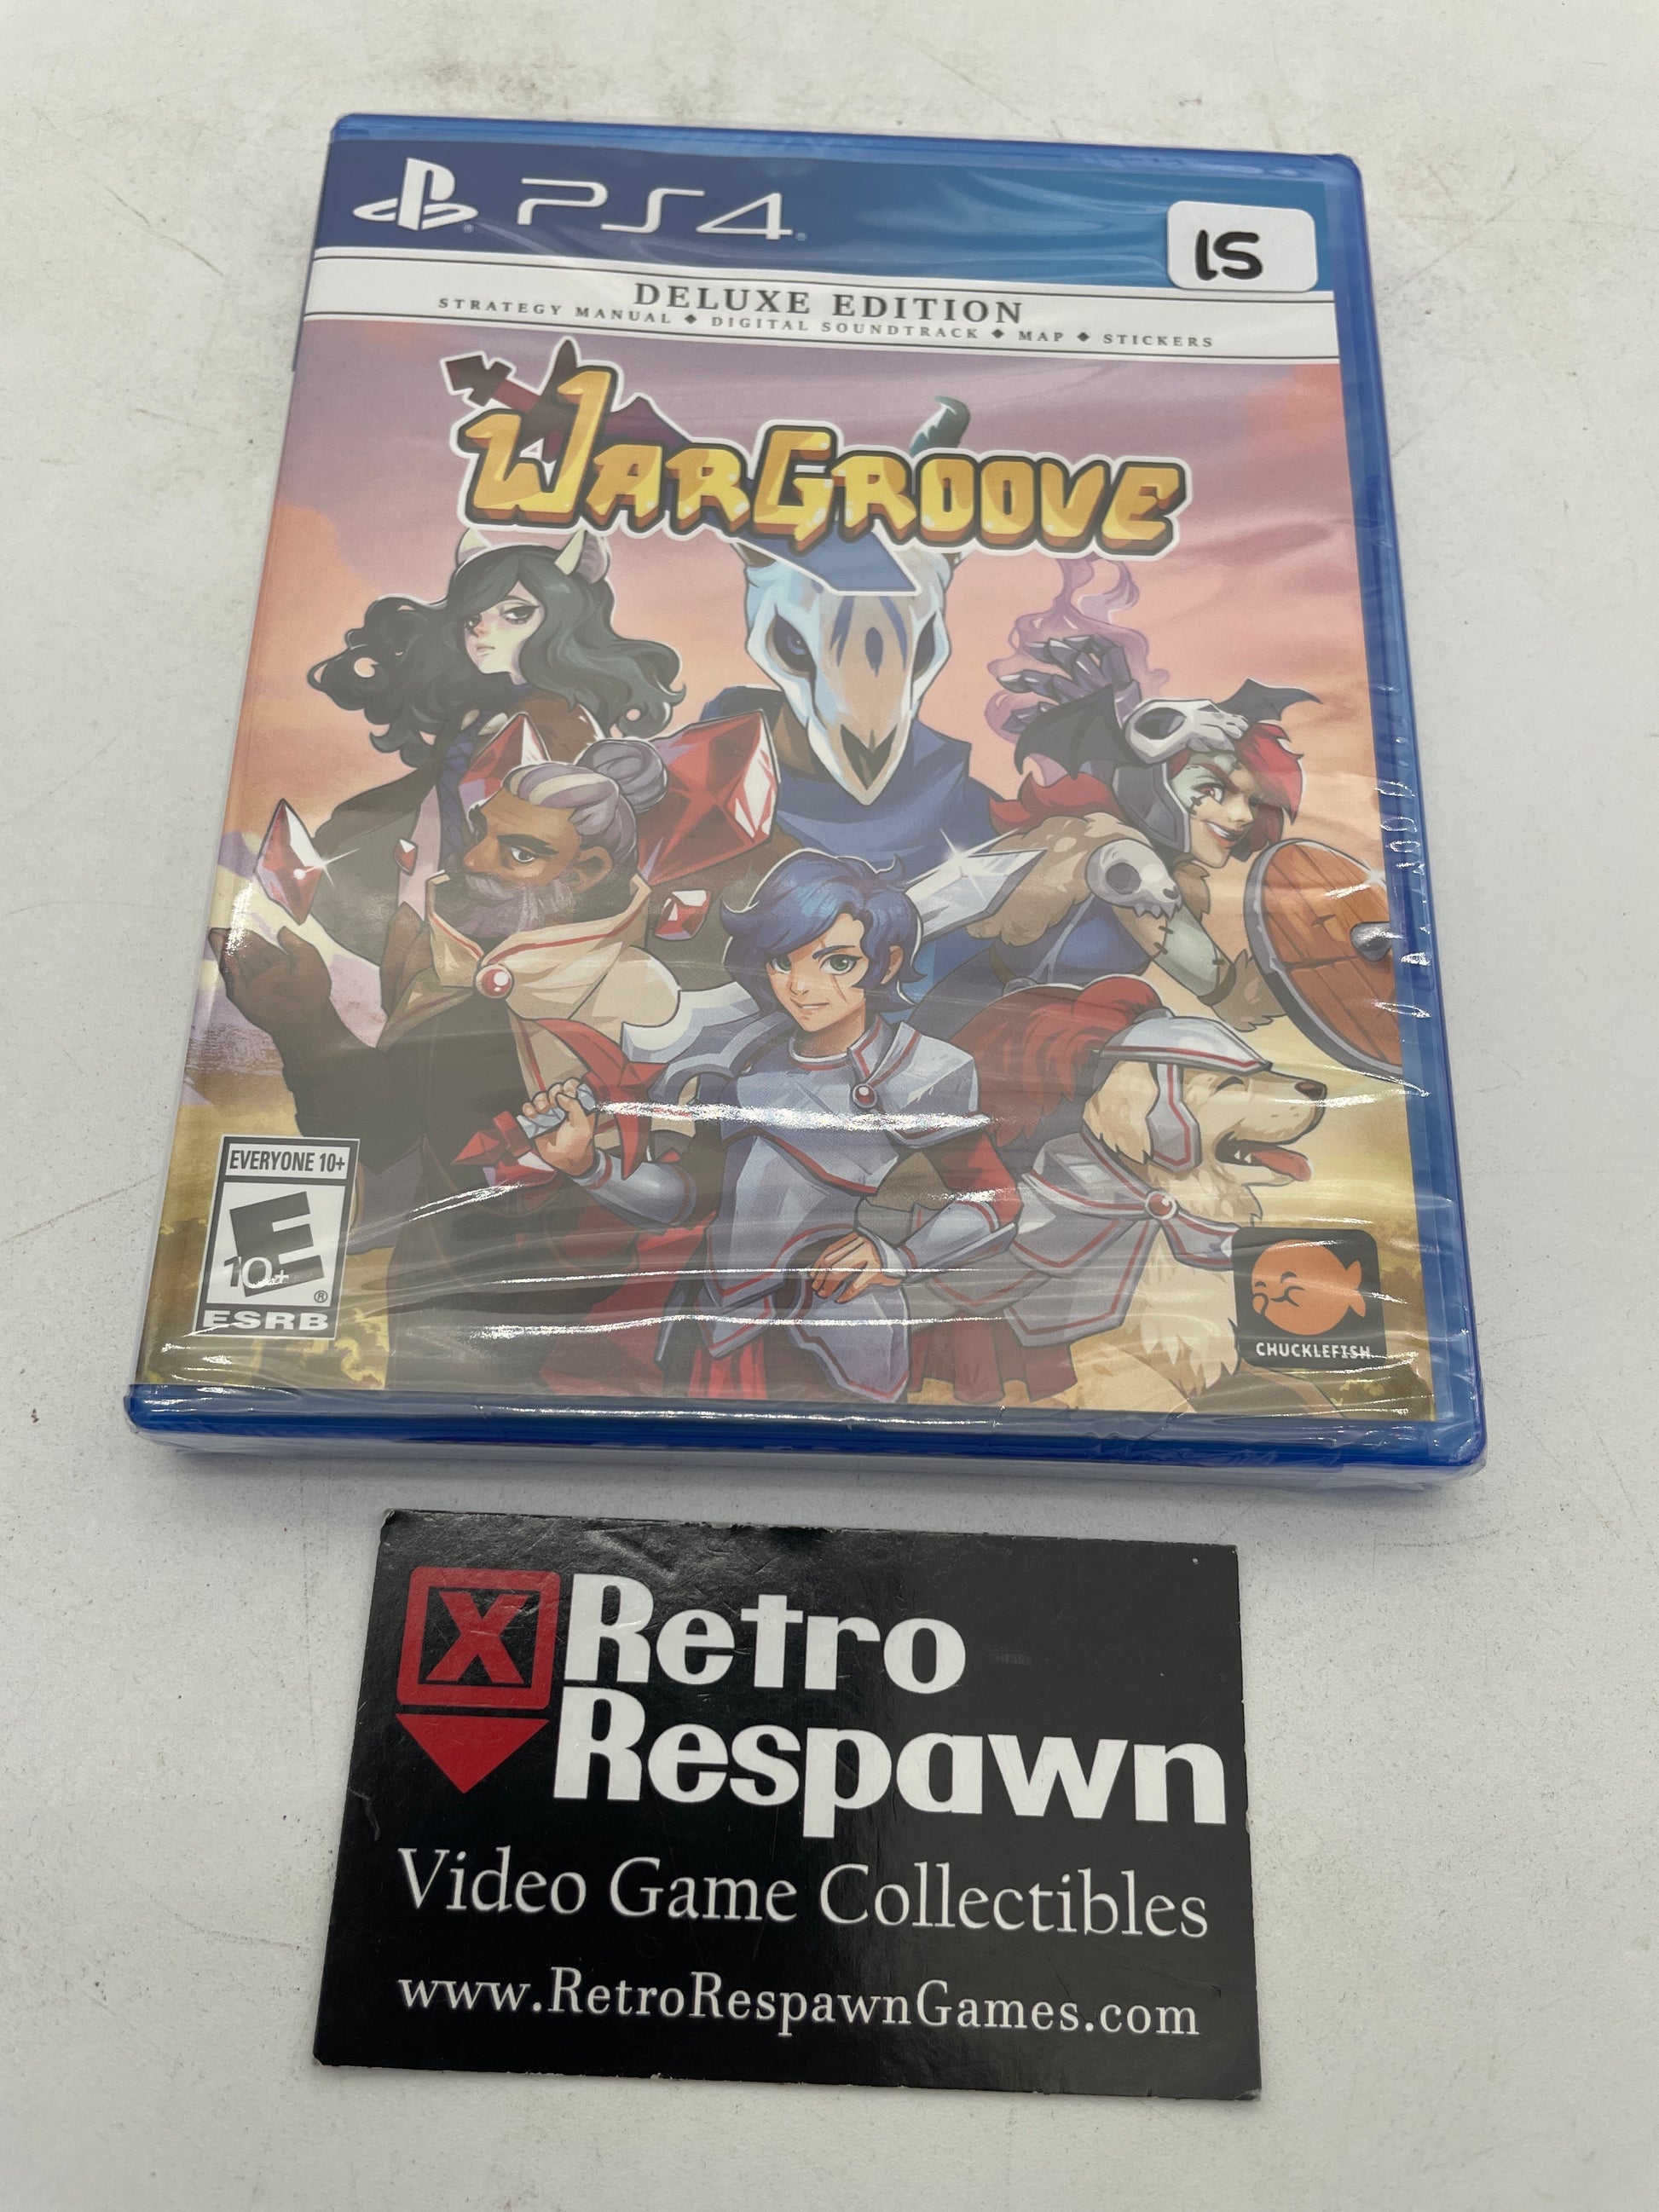 PS4
15
DELUXE EDITION
STRATEGY MANUAL ◆ DIGITAL SOUNDTRACK ◆ MAP ◆ STICKERS
WARGROOVE
EVERYONE 10+
E
10+
ESRB
CHUCKLEFISH
X Retro
Respawn
Video Game Collectibles
www.RetroRespawnGames.com